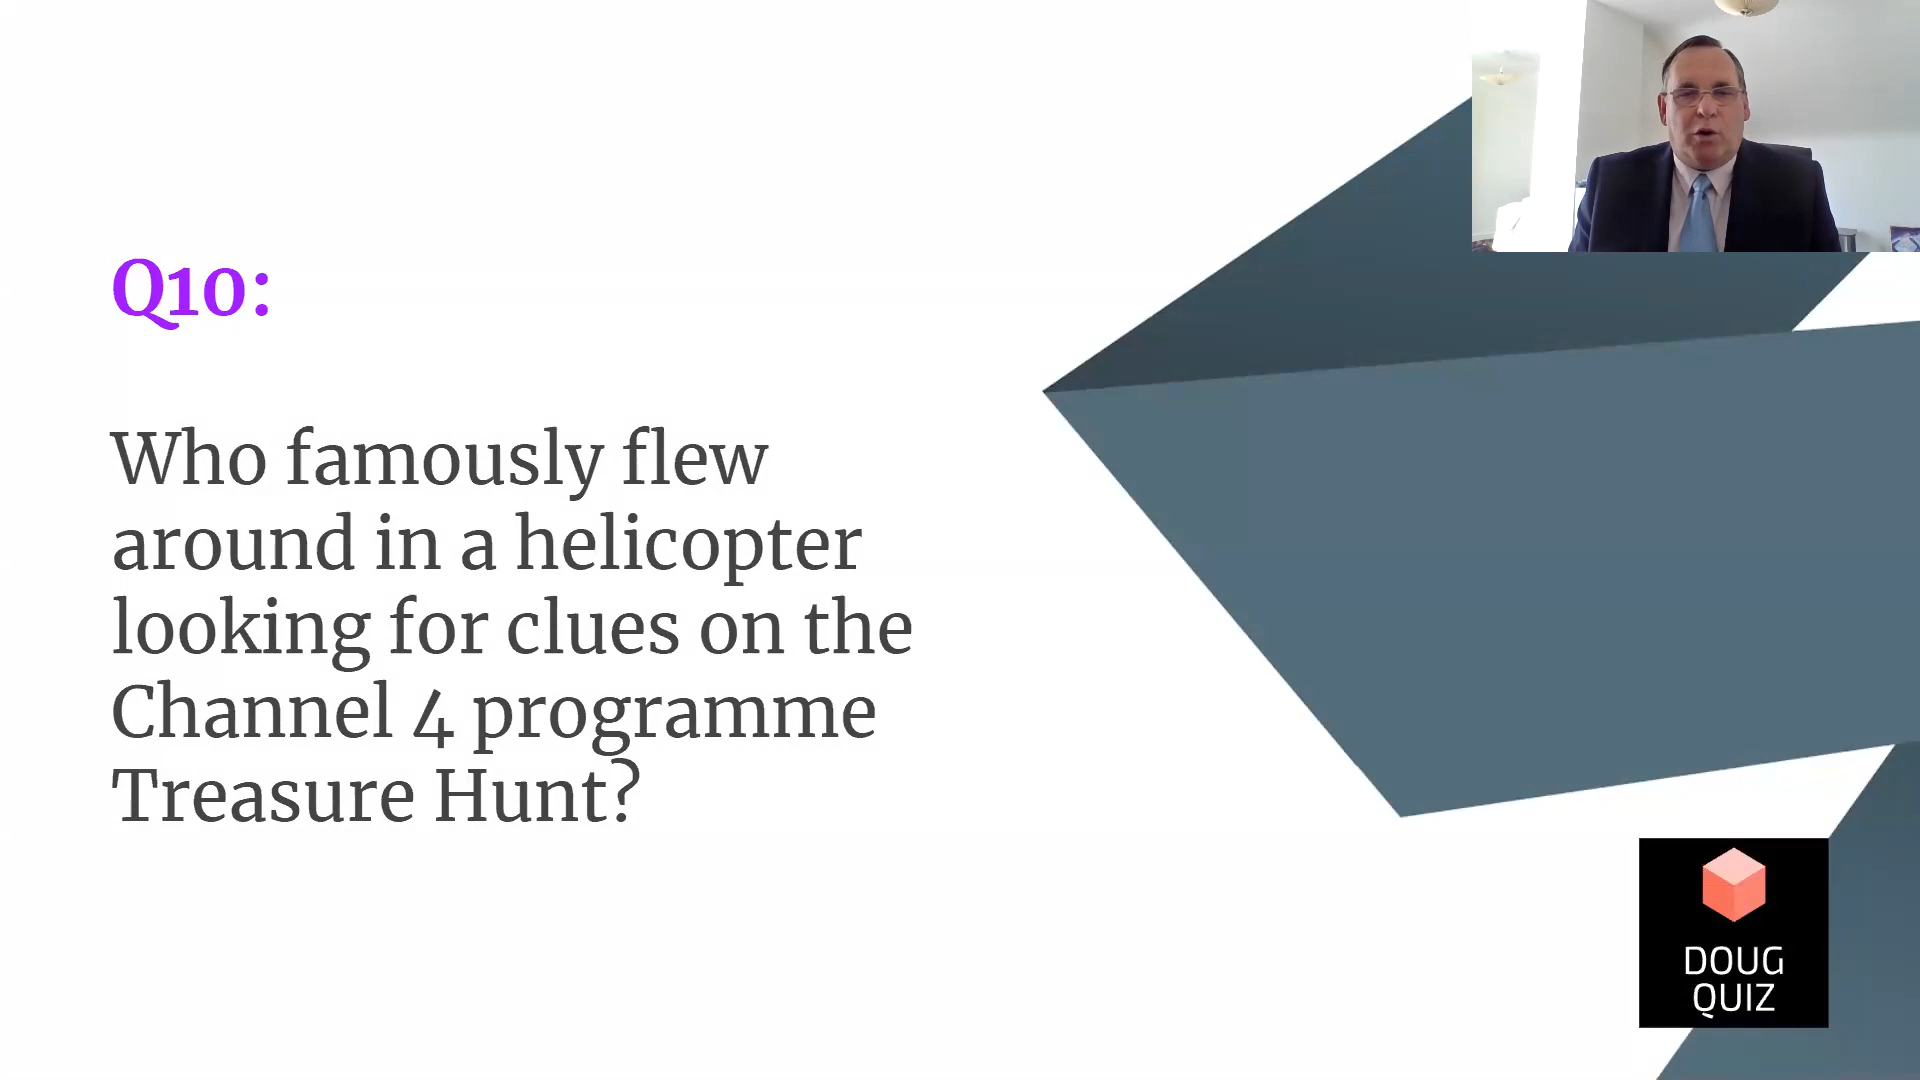 Q10:
Who famously flew
around in a helicopter
looking for clues on the
Channel 4 programme
Treasure Hunt?
DOUG
QUIZ